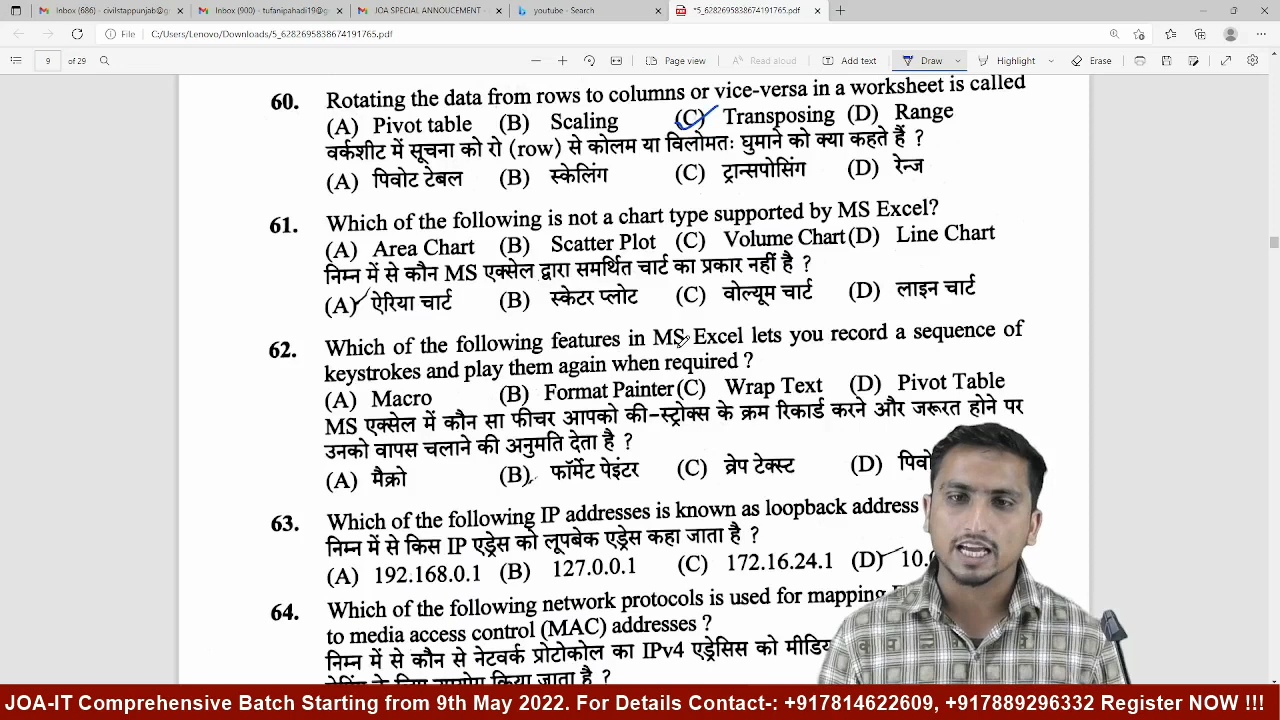 Inbox (686) - civilstappunjab@g
Inbox (900) - tufanipahadi19@g
JOA SPECIAL ANNOUCEMENT -
youtube - Search
*5_6282695838674191765.pdf
File
C:/Users/Lenovo/Downloads/5_6282695838674191765.pdf
9 of 29
Page view
Read aloud
Add text
Draw
Highlight
Erase
60. Rotating the data from rows to columns or vice-versa in a worksheet is called
(A) Pivot table (B) Scaling (C) Transposing (D) Range
वर्कशीट में सूचना को रो (row) से कोलम या विलोमतः घुमाने को क्या कहते हैं ?
(A) पिवोट टेबल (B) स्केलिंग (C) ट्रान्सपोसिंग (D) रेन्ज
61. Which of the following is not a chart type supported by MS Excel?
(A) Area Chart (B) Scatter Plot (C) Volume Chart (D) Line Chart
निम्न में से कौन MS एक्सेल द्वारा समर्थित चार्ट का प्रकार नहीं है ?
(A) ऐरिया चार्ट (B) स्केटर प्लोट (C) वोल्यूम चार्ट (D) लाइन चार्ट
62. Which of the following features in MS Excel lets you record a sequence of
keystrokes and play them again when required ?
(A) Macro (B) Format Painter (C) Wrap Text (D) Pivot Table
MS एक्सेल में कौन सा फीचर आपको की-स्ट्रोक्स के क्रम रिकार्ड करने और जरूरत होने पर
उनको वापस चलाने की अनुमति देता है ?
(A) मैक्रो (B) फॉर्मेट पेइंटर (C) व्रेप टेक्स्ट (D)
63. Which of the following IP addresses is known as loopback address
निम्न में से किस IP एड्रेस को लूपबेक एड्रेस कहा जाता है ?
(A) 192.168.0.1 (B) 127.0.0.1 (C) 172.16.24.1 (D) 10.
64. Which of the following network protocols is used for mapping
to media access control (MAC) addresses ?
निम्न में से कौन से नेटवर्क प्रोटोकोल का IPv4 एड्रेसिस को
JOA-IT Comprehensive Batch Starting from 9th May 2022. For Details Contact-: +917814622609, +917889296332 Register NOW !!!